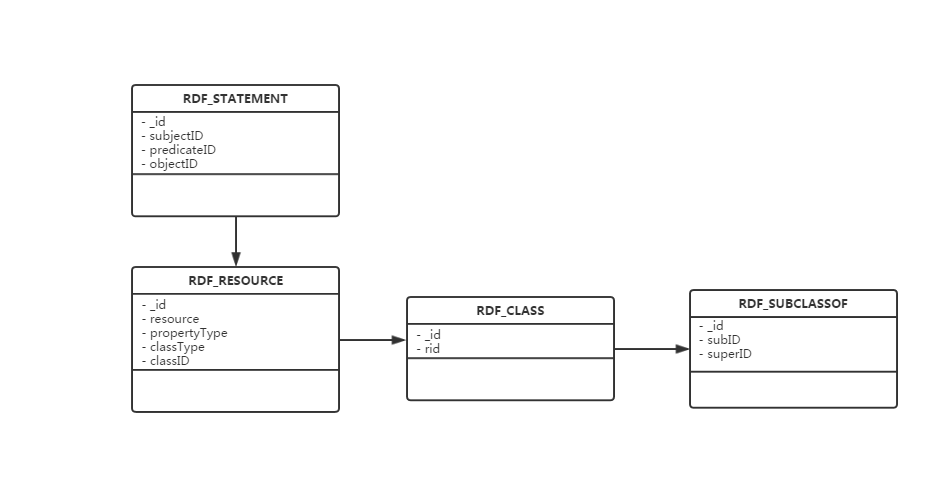 RDF_STATEMENT
- _id
- subjectID
- predicateID
- objectID
RDF_RESOURCE
- _id
- resource
- propertyType
- classType
- classID
RDF_CLASS
- _id
- rid
RDF_SUBCLASSOF
- _id
- subID
- superID